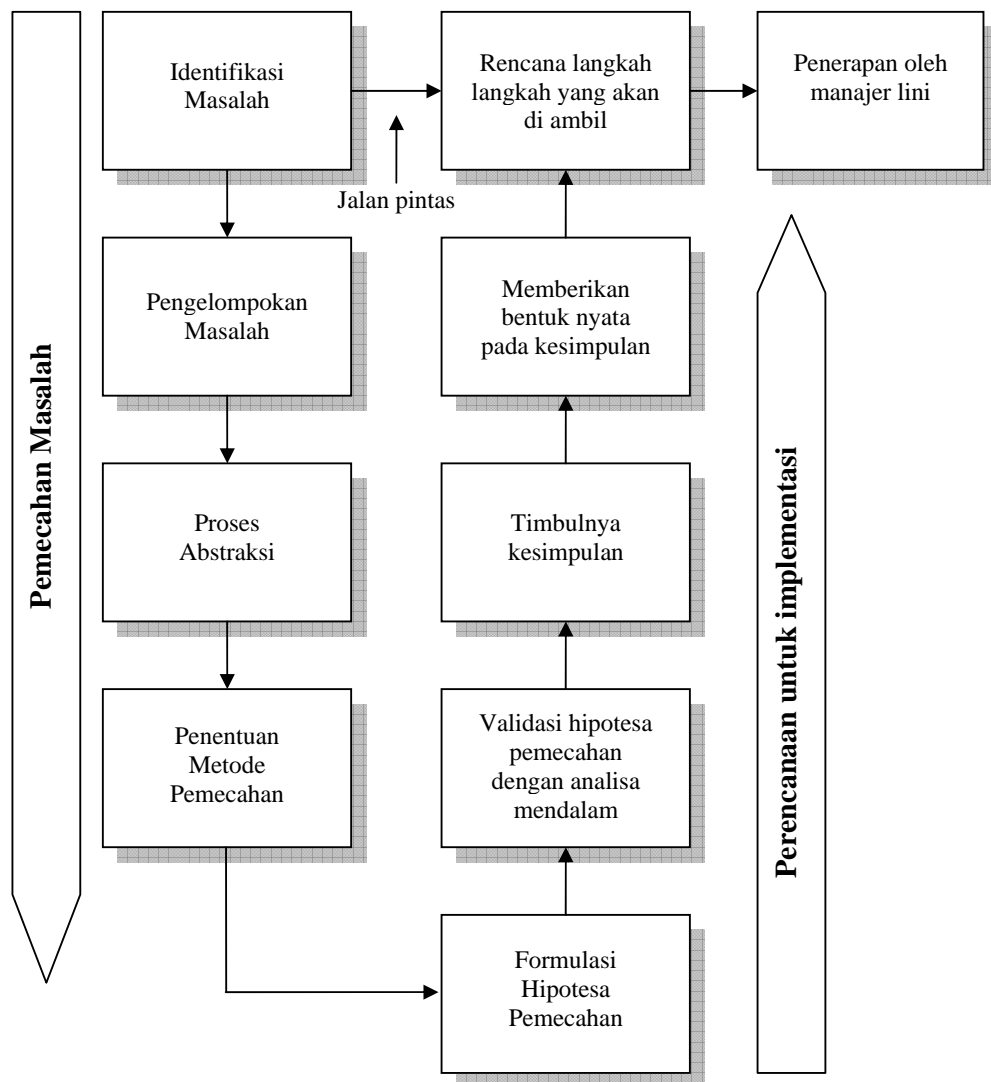 Identifikasi
Masalah
Rencana langkah
langkah yang akan
di ambil
Penerapan oleh
manajer lini
Jalan pintas
Pengelompokan
Masalah
Memberikan
bentuk nyata
pada kesimpulan
Proses
Abstraksi
Timbulnya
kesimpulan
Penentuan
Metode
Pemecahan
Validasi hipotesa
pemecahan
dengan analisa
mendalam
Formulasi
Hipotesa
Pemecahan
Pemecahan Masalah
Perencanaan untuk implementasi